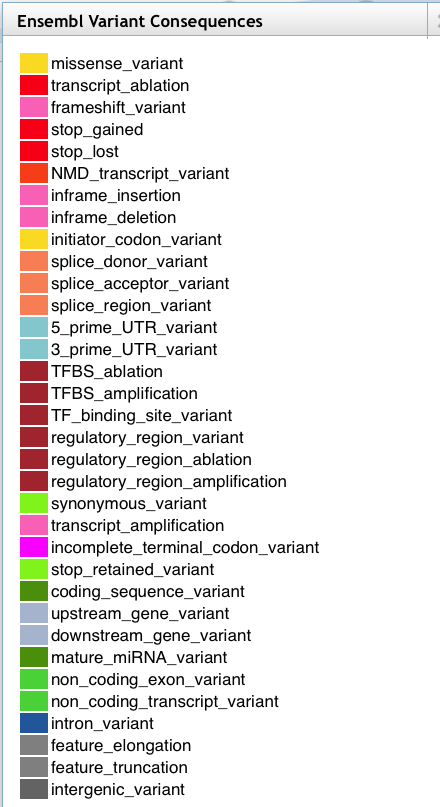 Ensembl Variant Consequences
missense_variant
transcript_ablation
frameshift_variant
stop_gained
stop_lost
NMD_transcript_variant
inframe_insertion
inframe_deletion
initiator_codon_variant
splice_donor_variant
splice_acceptor_variant
splice_region_variant
5_prime_UTR_variant
3_prime_UTR_variant
TFBS_ablation
TFBS_amplification
TF_binding_site_variant
regulatory_region_variant
regulatory_region_ablation
regulatory_region_amplification
synonymous_variant
transcript_amplification
incomplete_terminal_codon_variant
stop_retained_variant
coding_sequence_variant
upstream_gene_variant
downstream_gene_variant
mature_miRNA_variant
non_coding_exon_variant
non_coding_transcript_variant
intron_variant
feature_elongation
feature_truncation
intergenic_variant